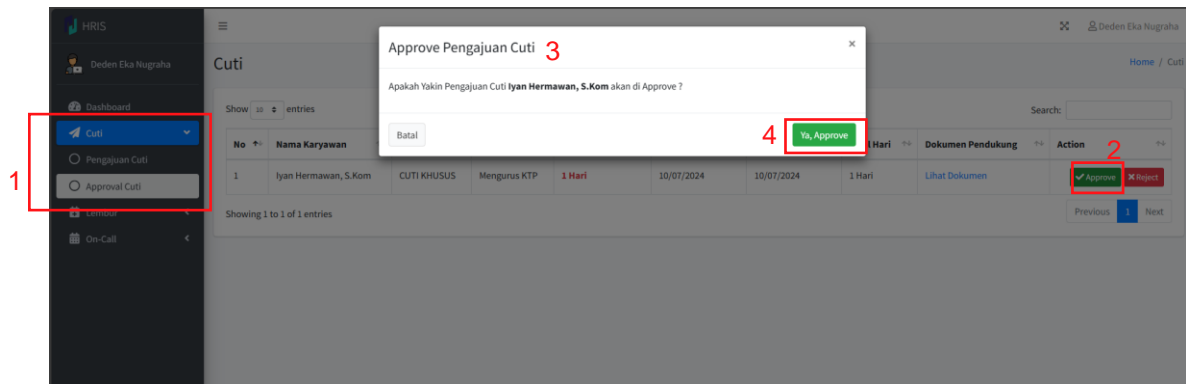 HRIS
Deden Eka Nugraha
Deden Eka Nugraha
Cuti
Home / Cuti
Dashboard
1
Cuti
Pengajuan Cuti
Approval Cuti
Lembur
On-Call
Approve Pengajuan Cuti 3
×
Apakah Yakin Pengajuan Cuti Iyan Hermawan, S.Kom akan di Approve ?
Batal
4 Ya, Approve
Show 10 entries
Search:
No Nama Karyawan l Hari Dokumen Pendukung Action 2
1 Iyan Hermawan, S.Kom CUTI KHUSUS Mengurus KTP 1 Hari 10/07/2024 10/07/2024 1 Hari Lihat Dokumen Approve Reject
Showing 1 to 1 of 1 entries
Previous 1 Next